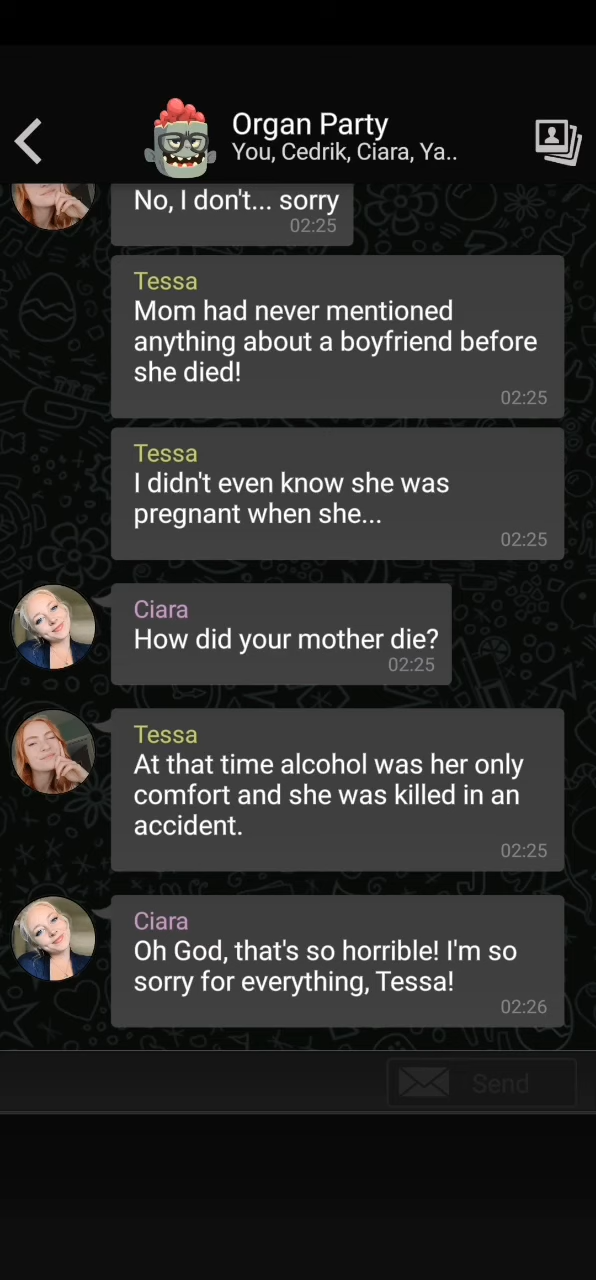 Organ Party
You, Cedrik, Ciara, Ya..
No, I don't... sorry
02:25
Tessa
Mom had never mentioned
anything about a boyfriend before
she died!
02:25
Tessa
I didn't even know she was
pregnant when she...
02:25
Ciara
How did your mother die?
02:25
Tessa
At that time alcohol was her only
comfort and she was killed in an
accident.
02:25
Ciara
Oh God, that's so horrible! I'm so
sorry for everything, Tessa!
02:26
Send